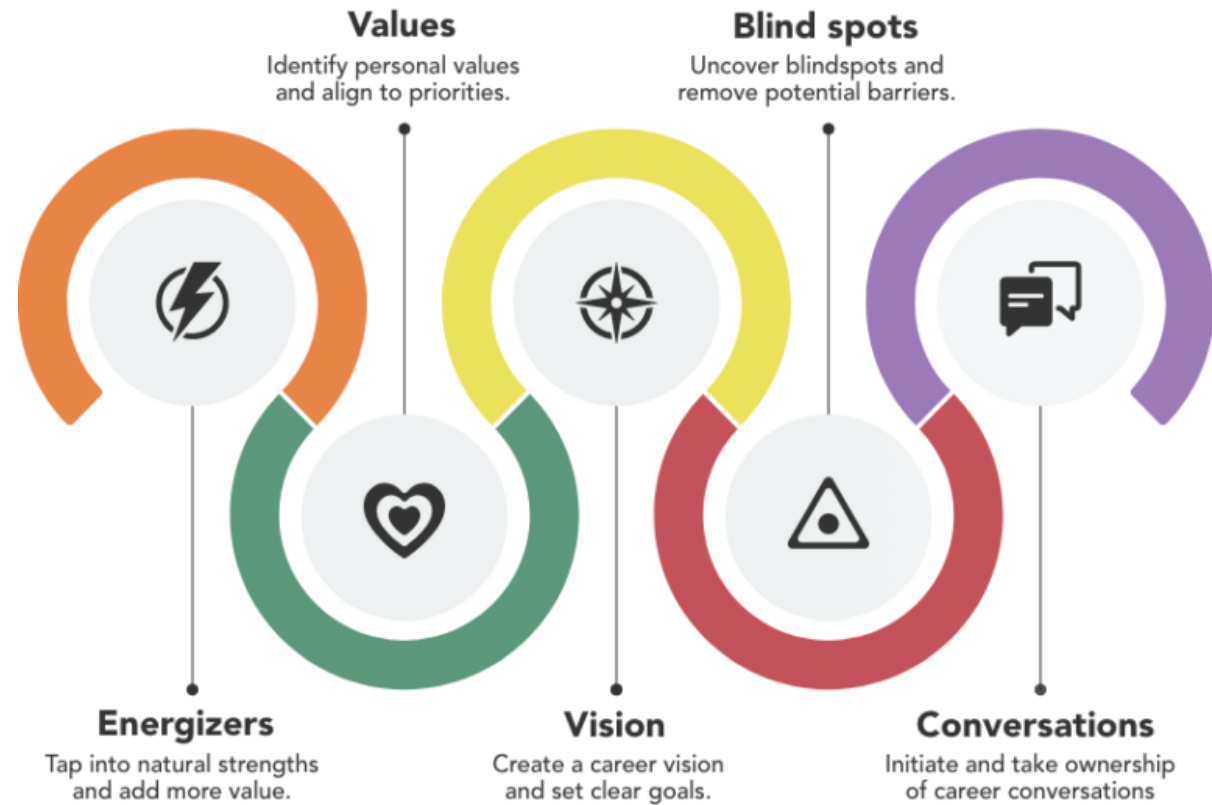 Values
Identify personal values
and align to priorities.
Blind spots
Uncover blindspots and
remove potential barriers.
Energizers
Tap into natural strengths
and add more value.
Vision
Create a career vision
and set clear goals.
Conversations
Initiate and take ownership
of career conversations